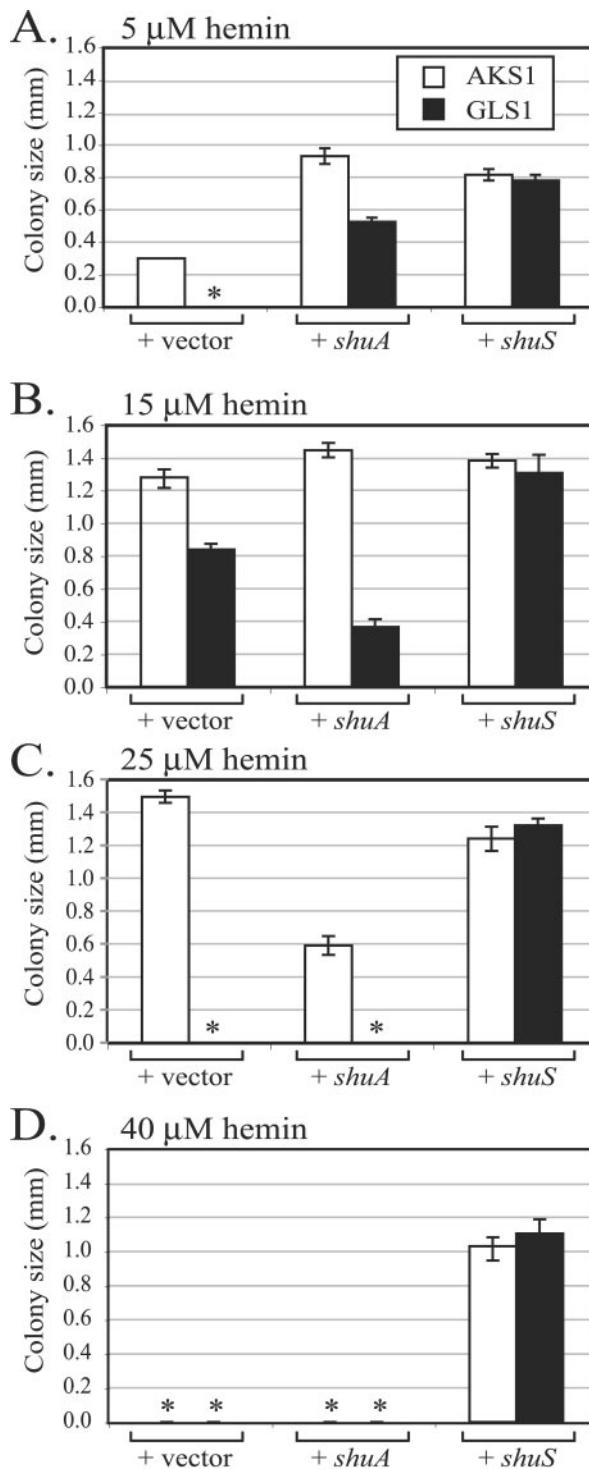 A. 5 μM hemin
Colony size (mm)
1.6
1.4
1.2
1.0
0.8
0.6
0.4
0.2
0.0
AKS1
GLS1
*
+ vector + shuA + shuS
B. 15 μM hemin
Colony size (mm)
1.6
1.4
1.2
1.0
0.8
0.6
0.4
0.2
0.0
+ vector + shuA + shuS
C. 25 μM hemin
Colony size (mm)
1.6
1.4
1.2
1.0
0.8
0.6
0.4
0.2
0.0
* *
+ vector + shuA + shuS
D. 40 μM hemin
Colony size (mm)
1.6
1.4
1.2
1.0
0.8
0.6
0.4
0.2
0.0
* * * *
+ vector + shuA + shuS